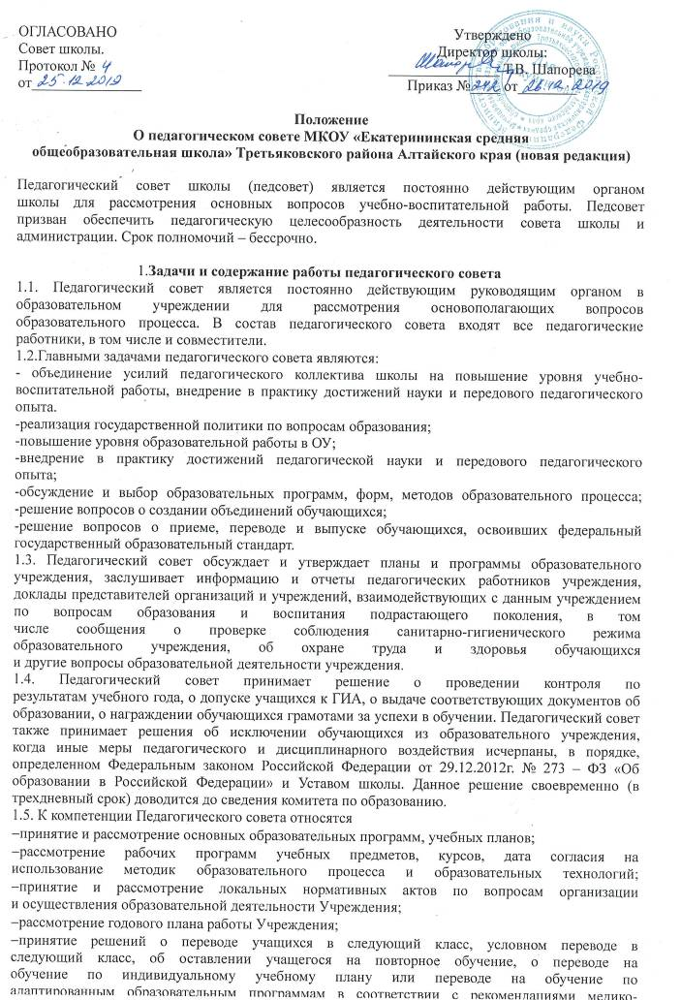 ОГЛАСОВАНО
Совет школы.
Протокол № 4
от 25.12.2019
Утверждено
Директор школы:
Т.В. Шапорева
Приказ № 242 от 26.12.2019
Положение
О педагогическом совете МКОУ «Екатерининская средняя
общеобразовательная школа» Третьяковского района Алтайского края (новая редакция)
Педагогический совет школы (педсовет) является постоянно действующим органом
школы для рассмотрения основных вопросов учебно-воспитательной работы. Педсовет
призван обеспечить педагогическую целесообразность деятельности совета школы и
администрации. Срок полномочий – бессрочно.
1.Задачи и содержание работы педагогического совета
1.1. Педагогический совет является постоянно действующим руководящим органом в
образовательном учреждении для рассмотрения основополагающих вопросов
образовательного процесса. В состав педагогического совета входят все педагогические
работники, в том числе и совместители.
1.2.Главными задачами педагогического совета являются:
- объединение усилий педагогического коллектива школы на повышение уровня учебно-
воспитательной работы, внедрение в практику достижений науки и передового педагогического
опыта.
-реализация государственной политики по вопросам образования;
-повышение уровня образовательной работы в ОУ;
-внедрение в практику достижений педагогической науки и передового педагогического
опыта;
-обсуждение и выбор образовательных программ, форм, методов образовательного процесса;
-решение вопросов о создании объединений обучающихся;
-решение вопросов о приеме, переводе и выпуске обучающихся, освоивших федеральный
государственный образовательный стандарт.
1.3. Педагогический совет обсуждает и утверждает планы и программы образовательного
учреждения, заслушивает информацию и отчеты педагогических работников учреждения,
доклады представителей организаций и учреждений, взаимодействующих с данным учреждением
по вопросам образования и воспитания подрастающего поколения, в том
числе сообщения о проверке соблюдения санитарно-гигиенического режима
образовательного учреждения, об охране труда и здоровья обучающихся
и другие вопросы образовательной деятельности учреждения.
1.4. Педагогический совет принимает решение о проведении контроля по
результатам учебного года, о допуске учащихся к ГИА, о выдаче соответствующих документов об
образовании, о награждении обучающихся грамотами за успехи в обучении. Педагогический совет
также принимает решения об исключении обучающихся из образовательного учреждения,
когда иные меры педагогического и дисциплинарного воздействия исчерпаны, в порядке,
определенном Федеральным законом Российской Федерации от 29.12.2012г. № 273 – ФЗ «Об
образовании в Российской Федерации» и Уставом школы. Данное решение своевременно (в
трехдневный срок) доводится до сведения комитета по образованию.
1.5. К компетенции Педагогического совета относятся
–принятие и рассмотрение основных образовательных программ, учебных планов;
–рассмотрение рабочих программ учебных предметов, курсов, дата согласия на
использование методик образовательного процесса и образовательных технологий;
–принятие и рассмотрение локальных нормативных актов по вопросам организации
и осуществления образовательной деятельности Учреждения;
–рассмотрение годового плана работы Учреждения;
–принятие решений о переводе учащихся в следующий класс, условном переводе в
следующий класс, об оставлении учащегося на повторное обучение, о переводе на
обучение по индивидуальному учебному плану или переводе на обучение по
адаптированным образовательным программам в соответствии с рекомендациями медико-